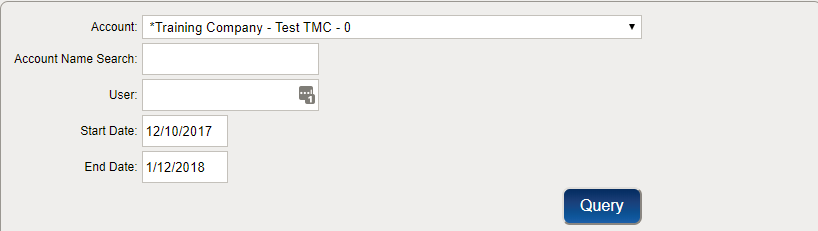 Account: *Training Company - Test TMC - 0
Account Name Search:
User:
Start Date: 12/10/2017
End Date: 1/12/2018
Query